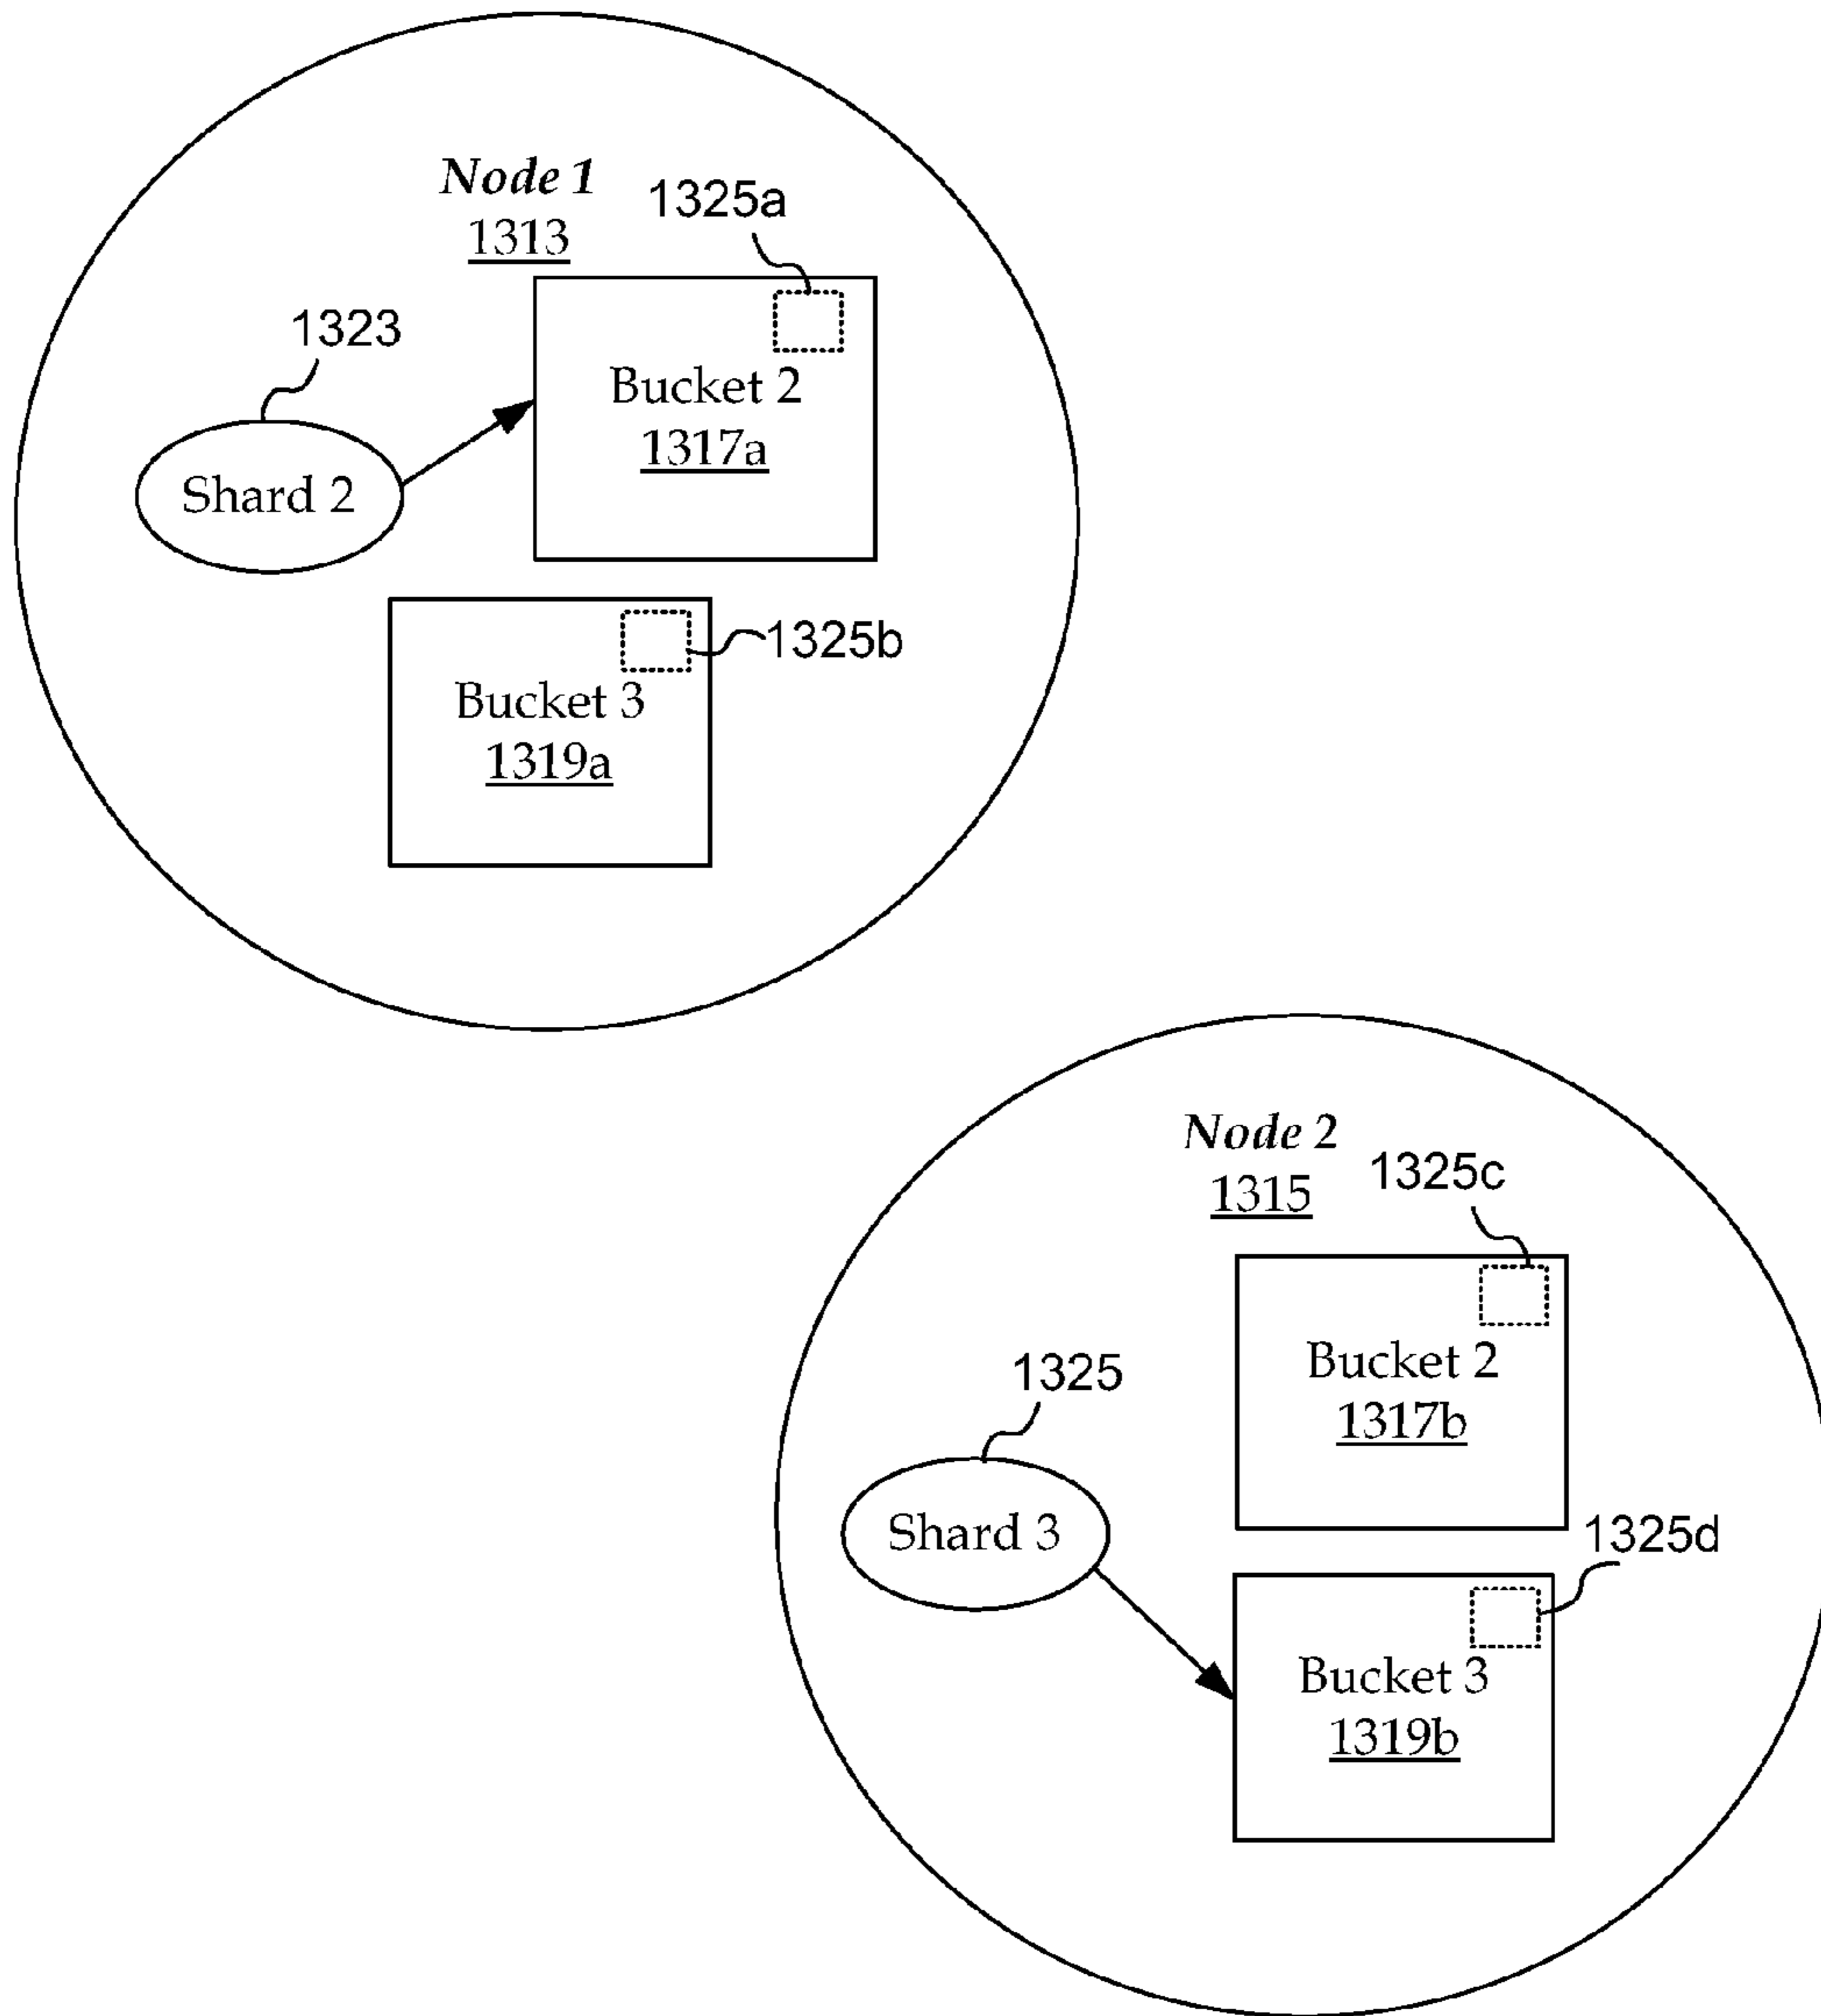 Node 1
1313
1325a
1323
Bucket 2
1317a
Shard 2
1325b
Bucket 3
1319a
Node 2
1315
1325c
1325
Bucket 2
1317b
Shard 3
1325d
Bucket 3
1319b